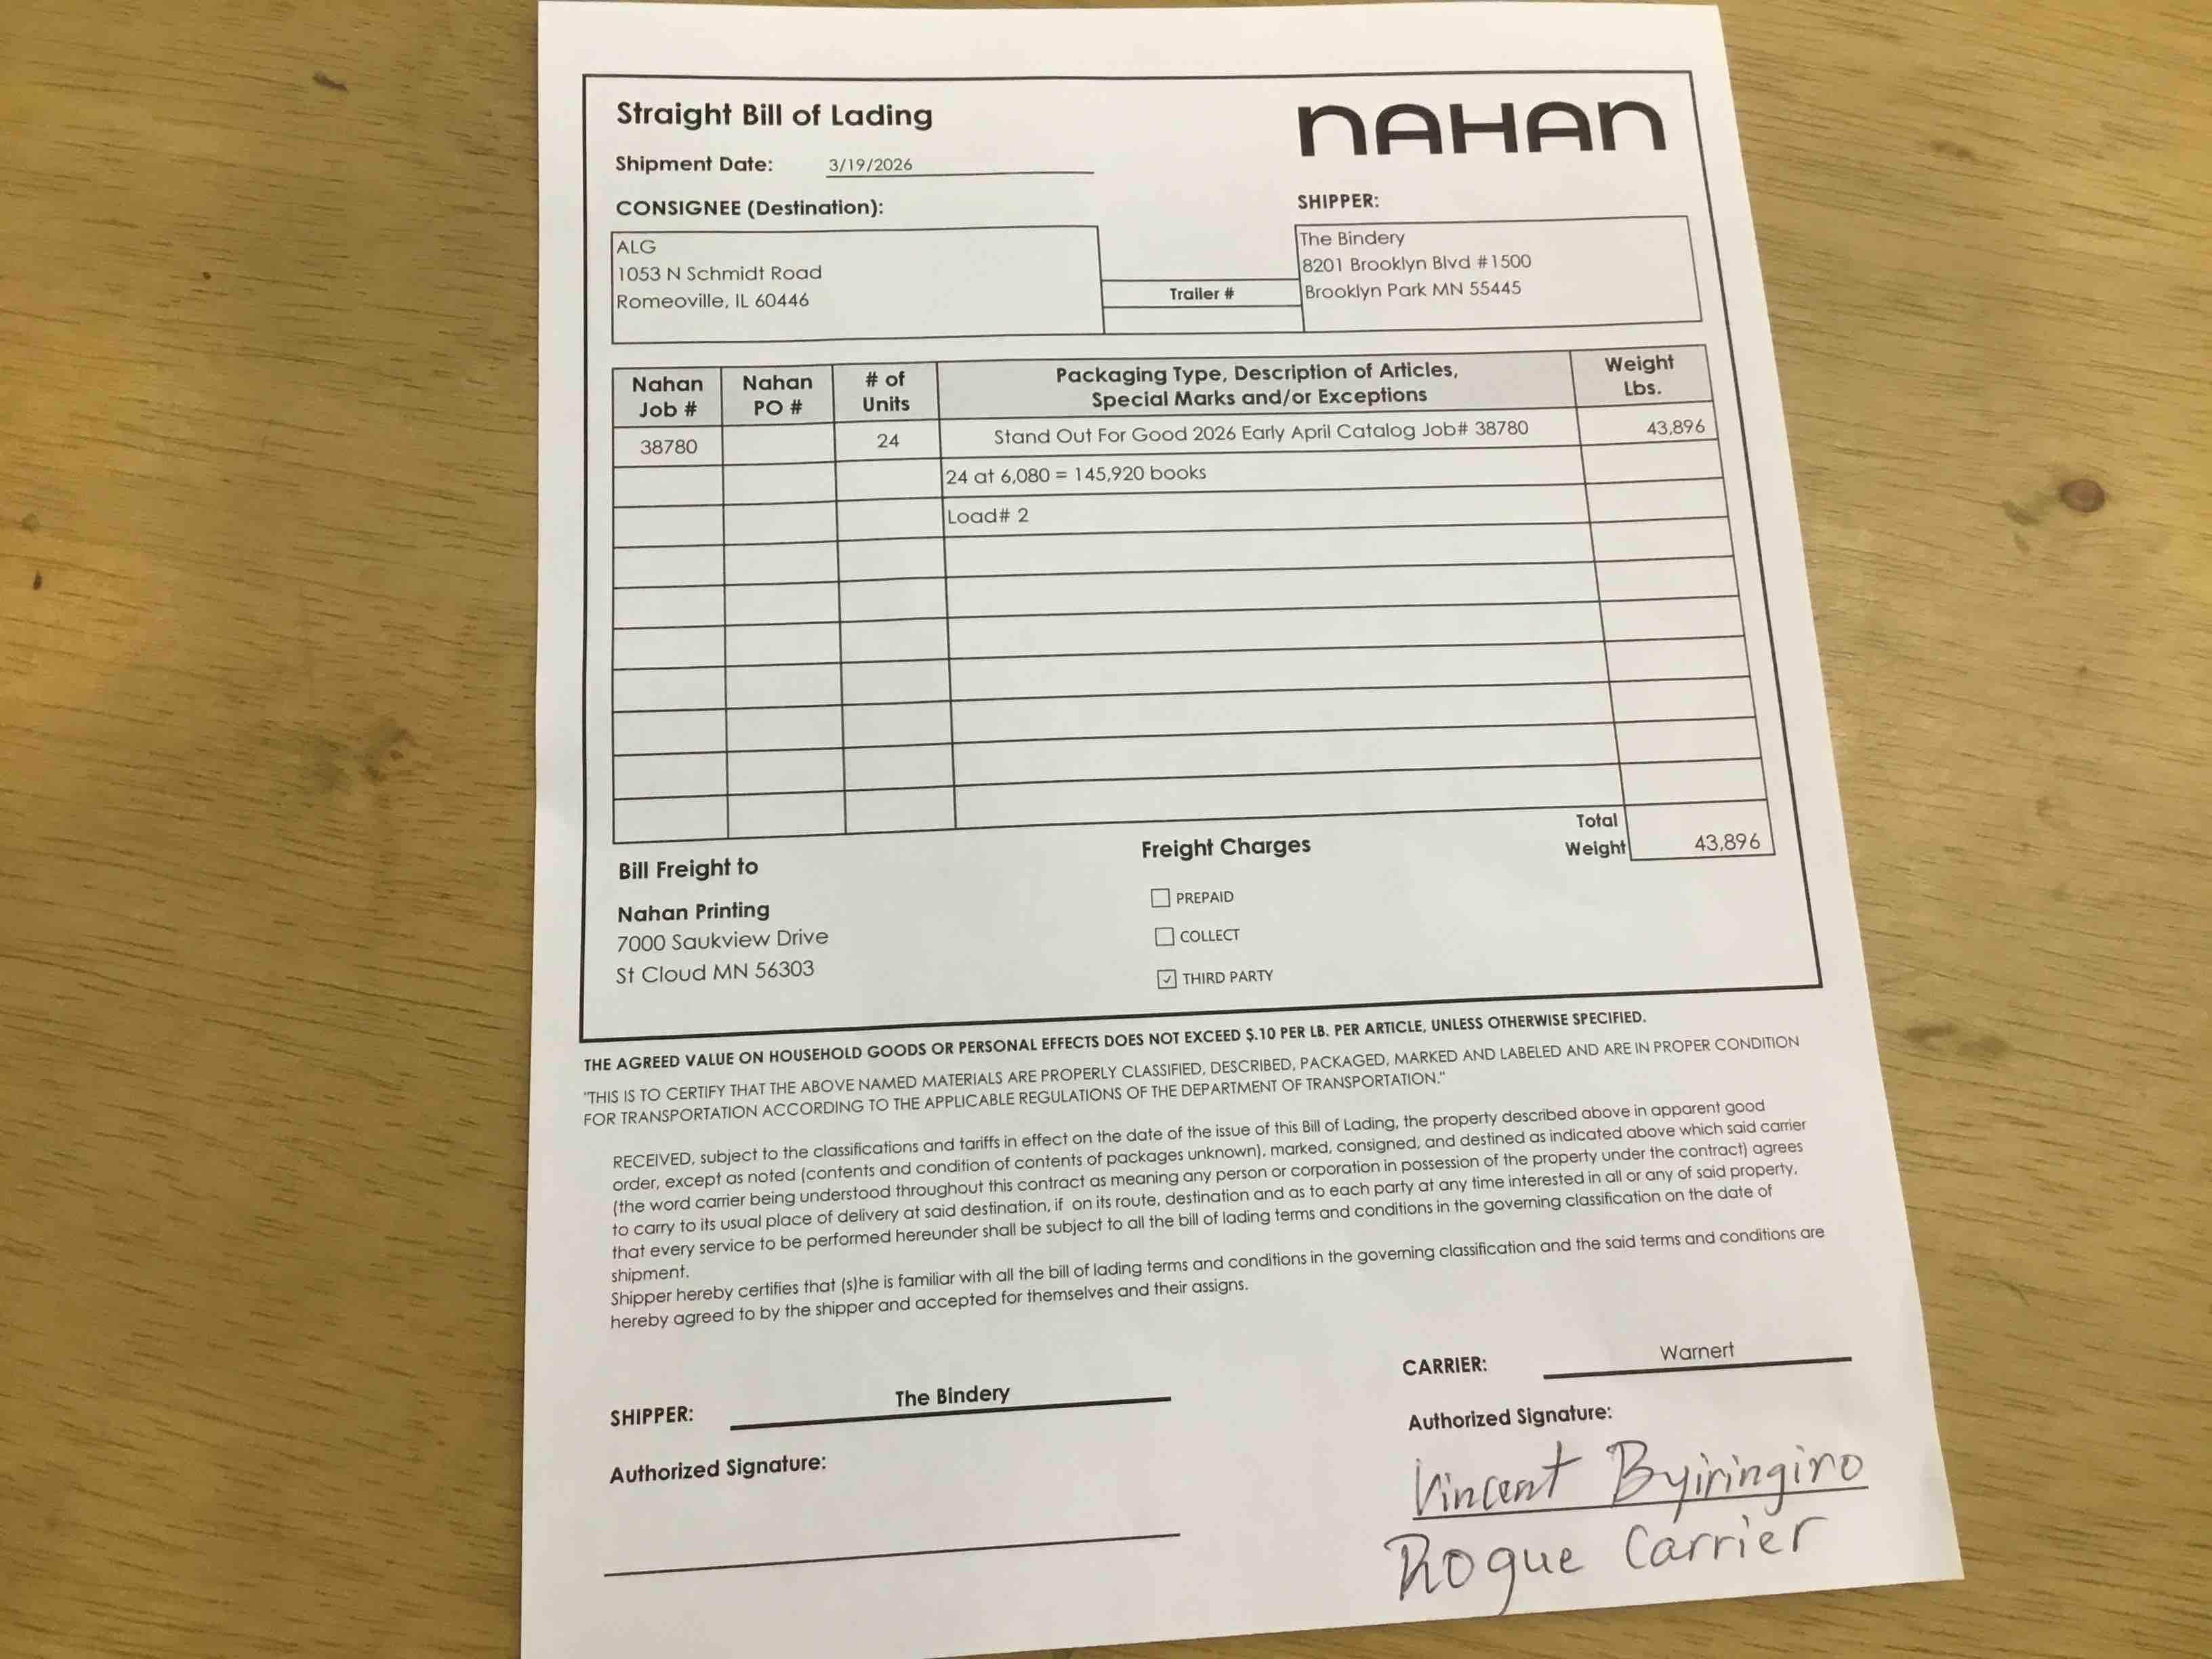 Straight Bill of Lading
NAHAN
Shipment Date: 3/19/2026
CONSIGNEE (Destination):
SHIPPER:
ALG
1053 N Schmidt Road
Romeoville, IL 60446
Trailer #
The Bindery
8201 Brooklyn Blvd #1500
Brooklyn Park MN 55445
Nahan Job #
Nahan PO #
# of Units
Packaging Type, Description of Articles,
Special Marks and/or Exceptions
Weight Lbs.
38780 24 Stand Out For Good 2026 Early April Catalog Job# 38780 43,896
24 at 6,080 = 145,920 books
Load# 2
Total Weight 43,896
Bill Freight to
Nahan Printing
7000 Saukview Drive
St Cloud MN 56303
Freight Charges
PREPAID
COLLECT
THIRD PARTY
THE AGREED VALUE ON HOUSEHOLD GOODS OR PERSONAL EFFECTS DOES NOT EXCEED $.10 PER LB. PER ARTICLE, UNLESS OTHERWISE SPECIFIED.
"THIS IS TO CERTIFY THAT THE ABOVE NAMED MATERIALS ARE PROPERLY CLASSIFIED, DESCRIBED, PACKAGED, MARKED AND LABELED AND ARE IN PROPER CONDITION
FOR TRANSPORTATION ACCORDING TO THE APPLICABLE REGULATIONS OF THE DEPARTMENT OF TRANSPORTATION."
RECEIVED, subject to the classifications and tariffs in effect on the date of the issue of this Bill of Lading, the property described above in apparent good
order, except as noted (contents and condition of contents of packages unknown), marked, consigned, and destined as indicated above which said carrier
(the word carrier being understood throughout this contract as meaning any person or corporation in possession of the property under the contract) agrees
to carry to its usual place of delivery at said destination, if on its route, destination and as to each party at any time interested in all or any of said property,
that every service to be performed hereunder shall be subject to all the bill of lading terms and conditions in the governing classification on the date of
shipment.
Shipper hereby certifies that (s)he is familiar with all the bill of lading terms and conditions in the governing classification and the said terms and conditions are
hereby agreed to by the shipper and accepted for themselves and their assigns.
SHIPPER: The Bindery
Authorized Signature:
CARRIER: Warnert
Authorized Signature:
Vincent Byiringiro
Rogue Carrier